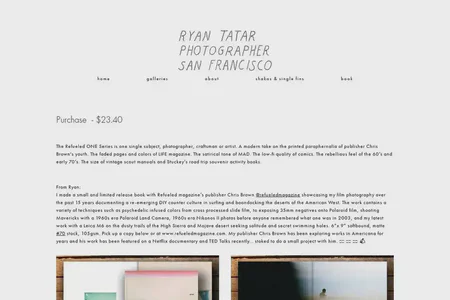 RYAN TATAR
PHOTOGRAPHER
SAN FRANCISCO
home galleries about shakas & single fins book
Purchase - $23.40
The Refueled ONE Series is one single subject, photographer, craftsman or artist. A modern take on the printed paraphernalia of publisher Chris
Brown's youth. The faded pages and colors of LIFE magazine. The satirical tone of MAD. The low-fi quality of comics. The rebellious feel of the 60's and
early 70's. The size of vintage scout manuals and Stuckey's road-trip souvenir activity books.
From Ryan:
I made a small and limited release book with Refueled magazine's publisher Chris Brown @refueledmagazine showcasing my film photography over
the past 15 years documenting a re-emerging DIY counter culture in surfing and boondocking the deserts of the American West. The work contains a
variety of techniques such as psychedelic infused colors from cross processed slide film, to exposing 35mm negatives onto Polaroid film, shooting
Mavericks with a 1960s era Polaroid Land Camera, 1960s era Nikonos II photos before anyone remembered what one was in 2003, and my latest
work with a Leica M6 on the dusty trails of the High Sierra and Mojave desert seeking solitude and secret swimming holes. 6"x 9" softbound, matte
#70 stock, 105gsm. Pick up a copy below or at www.refueledmagazine.com. My publisher Chris Brown has been exploring works in Americana for
years and his work has been featured on a Netflix documentary and TED Talks recently... stoked to do a small project with him.